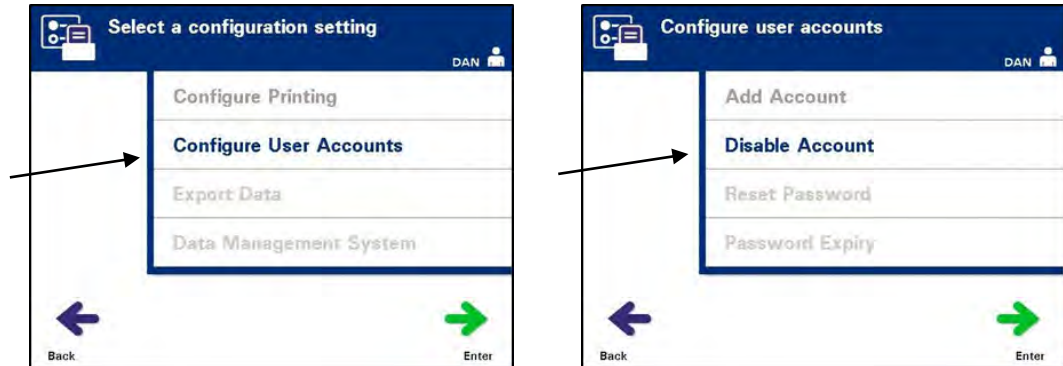 Select a configuration setting
DAN
Configure Printing
Configure User Accounts
Export Data
Data Management System
Back
Enter
Configure user accounts
DAN
Add Account
Disable Account
Reset Password
Password Expiry
Back
Enter